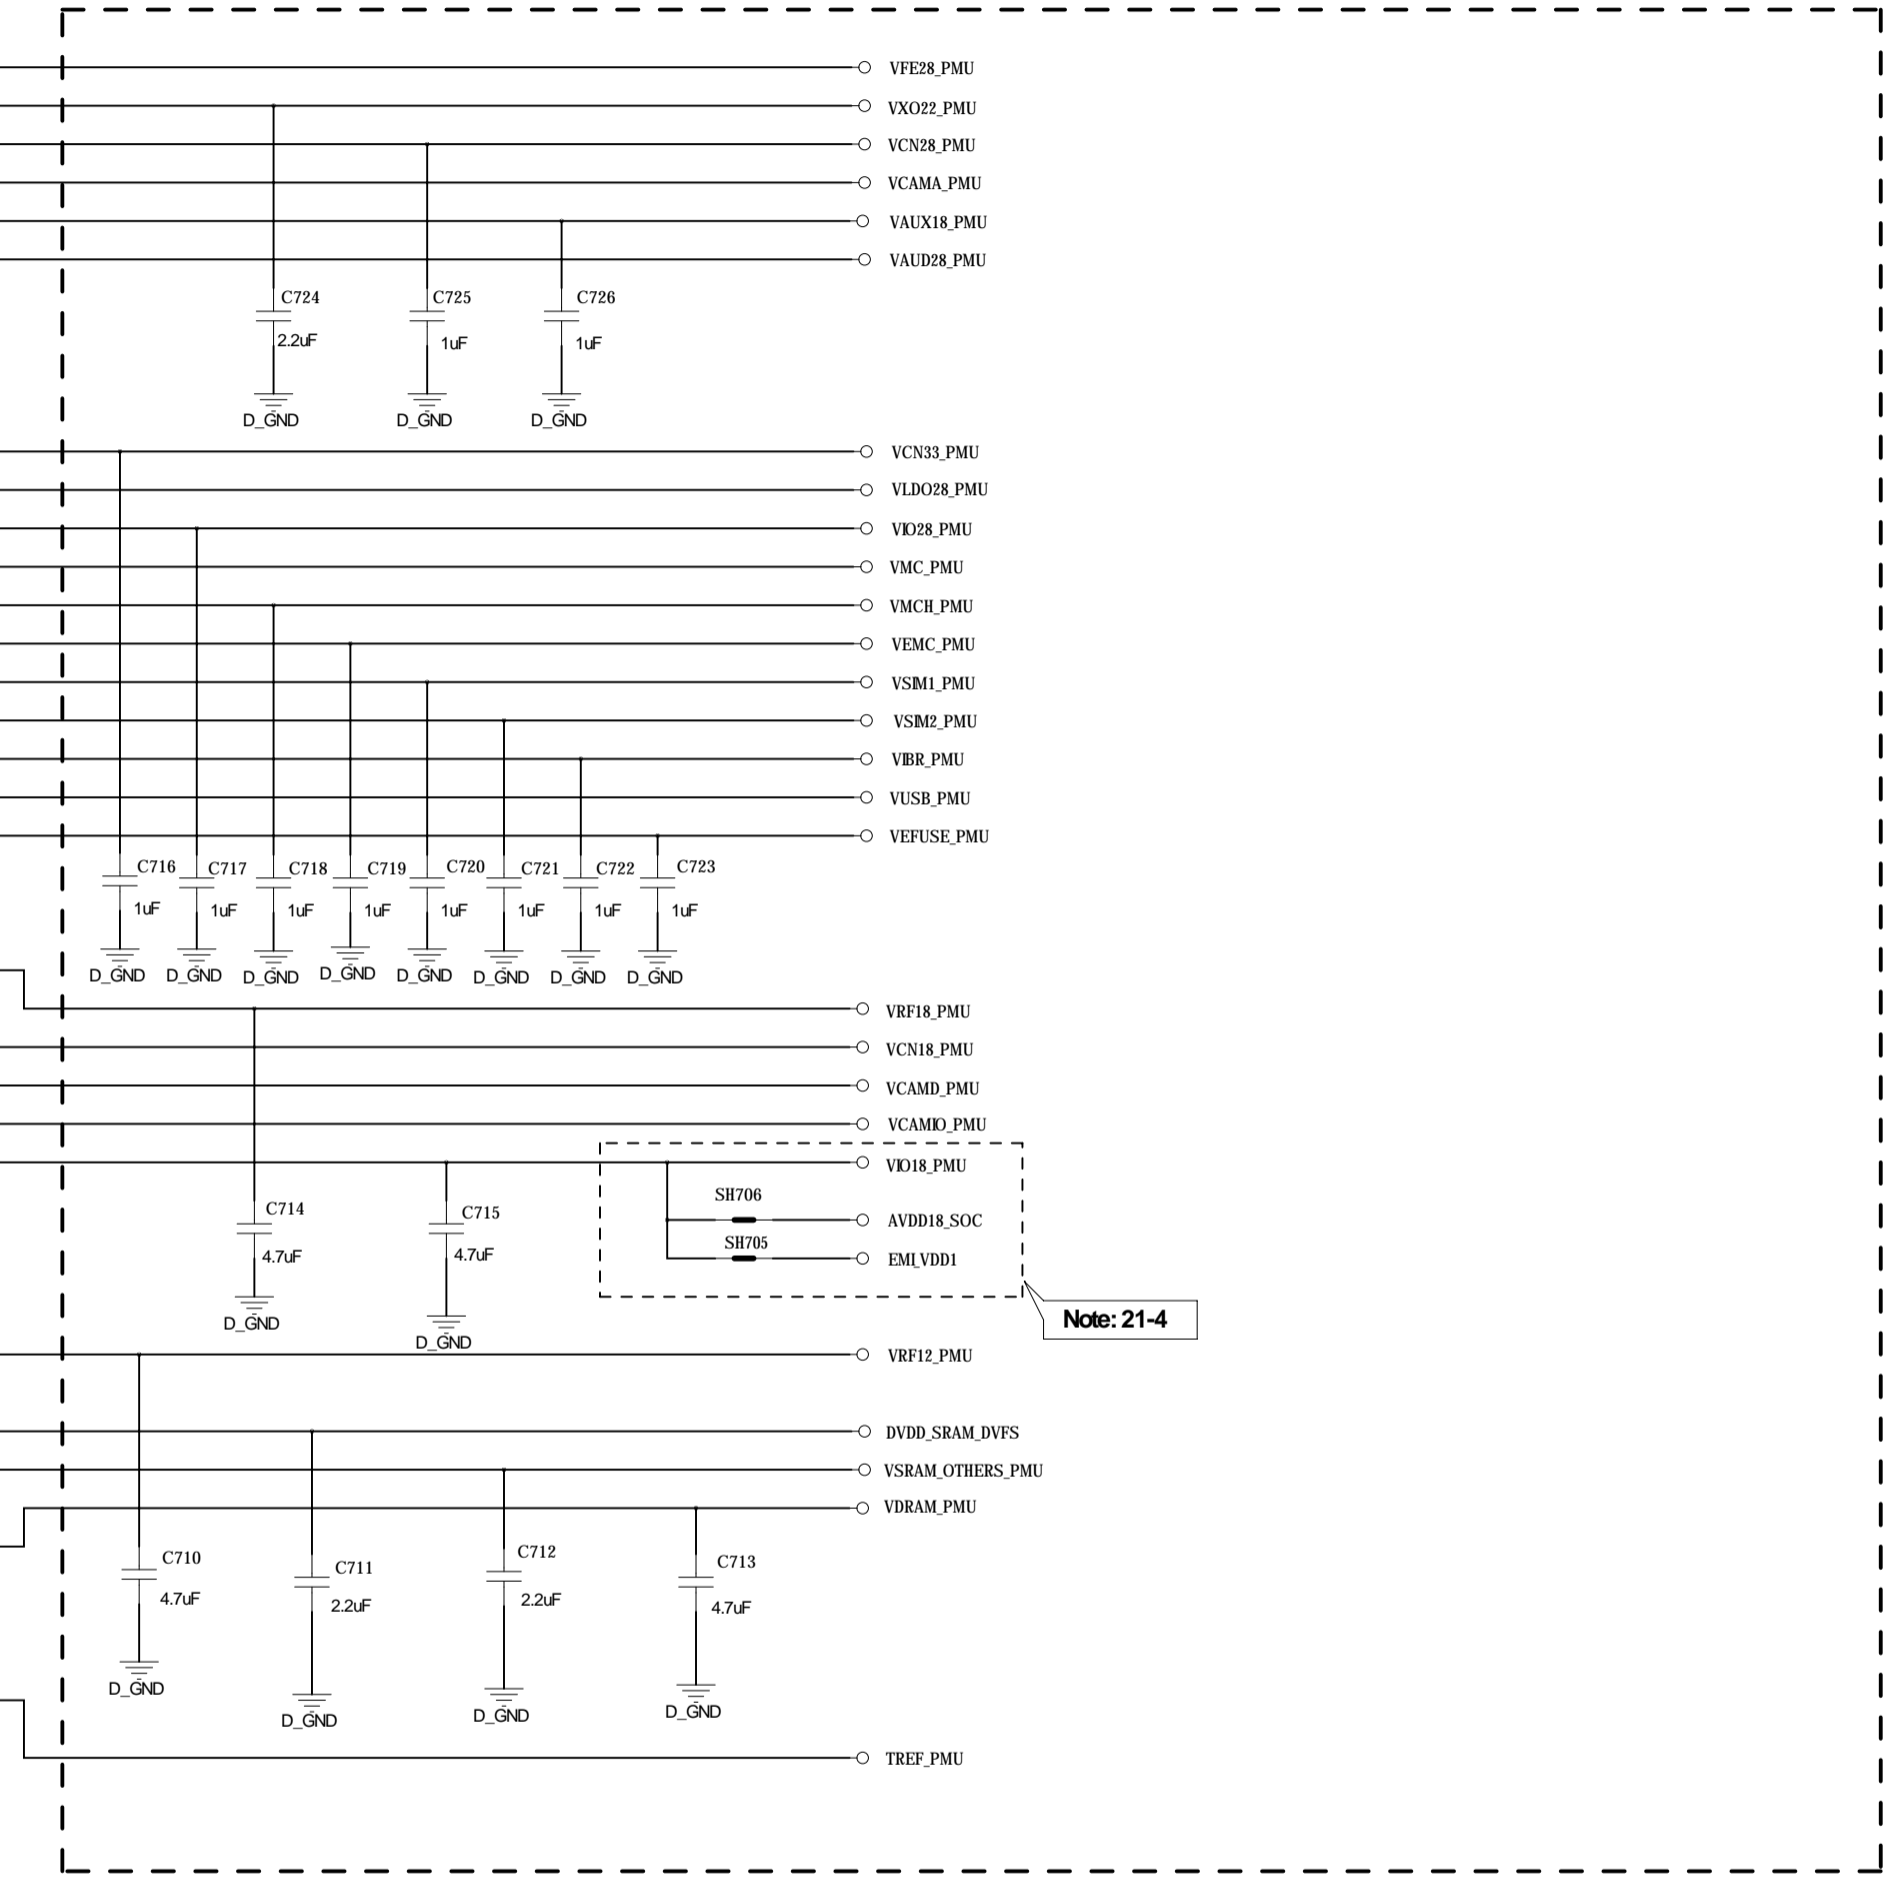 VFE28_PMU
VXO22_PMU
VCN28_PMU
VCAMA_PMU
VAUX18_PMU
VAUD28_PMU
C724 C725 C726
2.2uF 1uF 1uF
D_GND D_GND D_GND
VCN33_PMU
VLDO28_PMU
VIO28_PMU
VMC_PMU
VMCH_PMU
VEMC_PMU
VSIM1_PMU
VSIM2_PMU
VIBR_PMU
VUSB_PMU
VEFUSE_PMU
C716 C717 C718 C719 C720 C721 C722 C723
1uF 1uF 1uF 1uF 1uF 1uF 1uF 1uF
D_GND D_GND D_GND D_GND D_GND D_GND D_GND D_GND
VRF18_PMU
VCN18_PMU
VCAMD_PMU
VCAMIO_PMU
VIO18_PMU
SH706
C714 C715 AVDD18_SOC
SH705
4.7uF 4.7uF EMI_VDD1
D_GND D_GND
Note: 21-4
VRF12_PMU
DVDD_SRAM_DVFS
VSRAM_OTHERS_PMU
VDRAM_PMU
C710 C711 C712 C713
4.7uF 2.2uF 2.2uF 4.7uF
D_GND D_GND D_GND D_GND
TREF_PMU